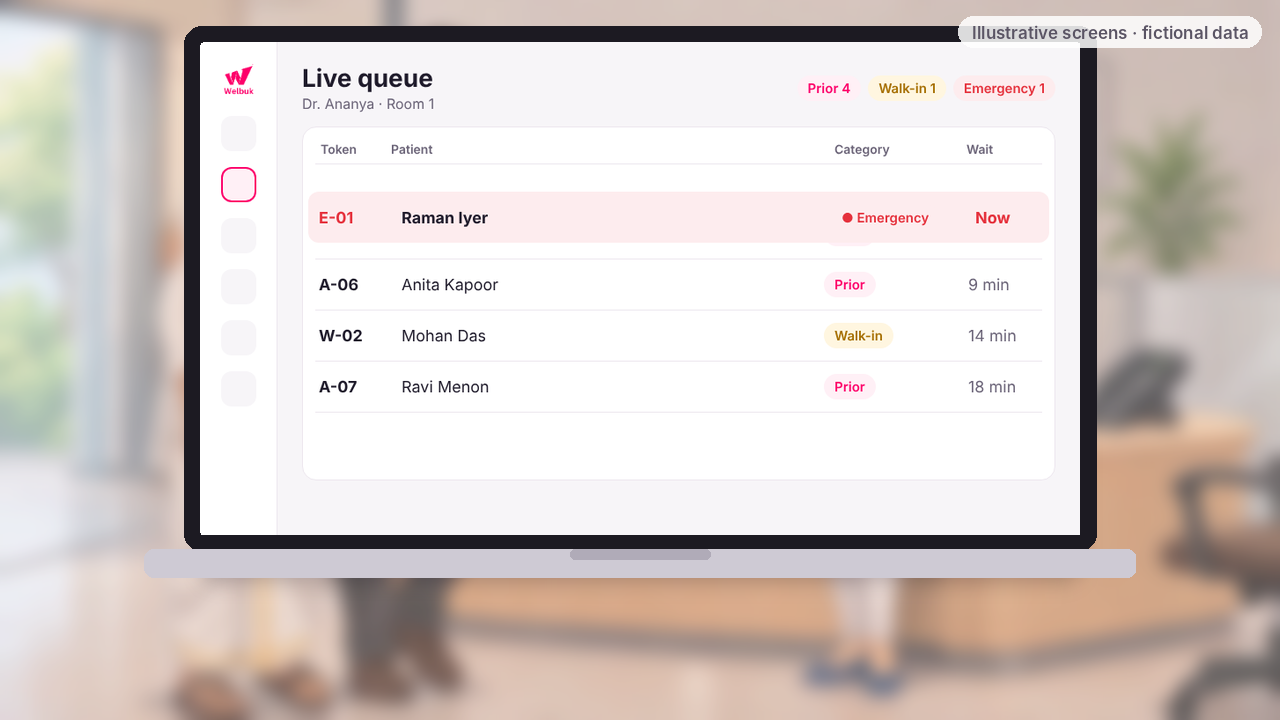 Illustrative screens · fictional data
Welbuk
Live queue
Dr. Ananya · Room 1
Prior 4
Walk-in 1
Emergency 1
Token Patient Category Wait
E-01 Raman Iyer Emergency Now
A-06 Anita Kapoor Prior 9 min
W-02 Mohan Das Walk-in 14 min
A-07 Ravi Menon Prior 18 min